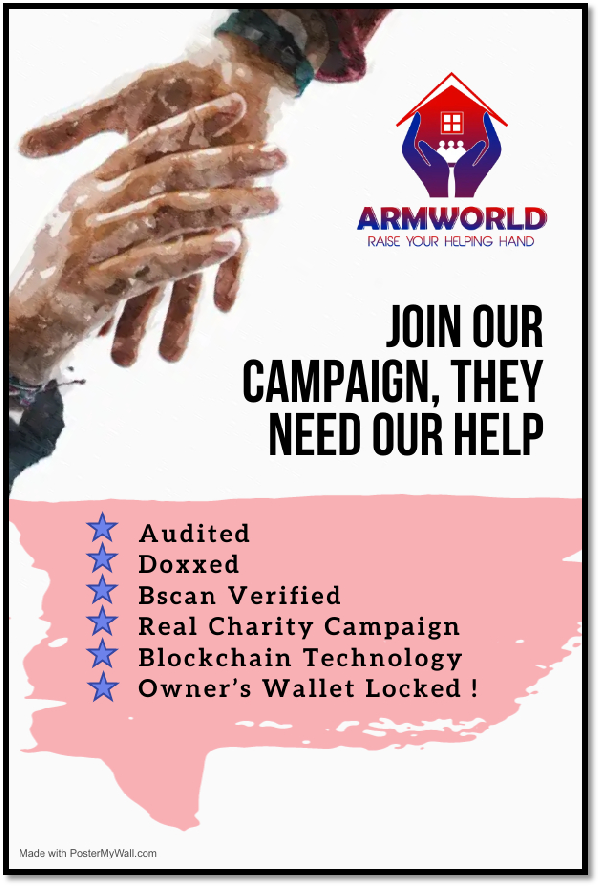 ARMWORLD
RAISE YOUR HELPING HAND
JOIN OUR
CAMPAIGN, THEY
NEED OUR HELP
Audited
Doxxed
Bscan Verified
Real Charity Campaign
Blockchain Technology
Owner's Wallet Locked !
Made with PosterMyWall.com